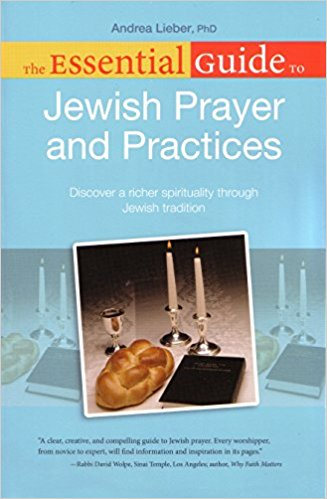 Andrea Lieber, PhD
The Essential Guide to
Jewish Prayer
and Practices
Discover a richer spirituality through
Jewish tradition
"A clear, creative, and compelling guide to Jewish prayer. Every worshipper,
from novice to expert, will find information and inspiration in its pages."
—Rabbi David Wolpe, Sinai Temple, Los Angeles; author, Why Faith Matters